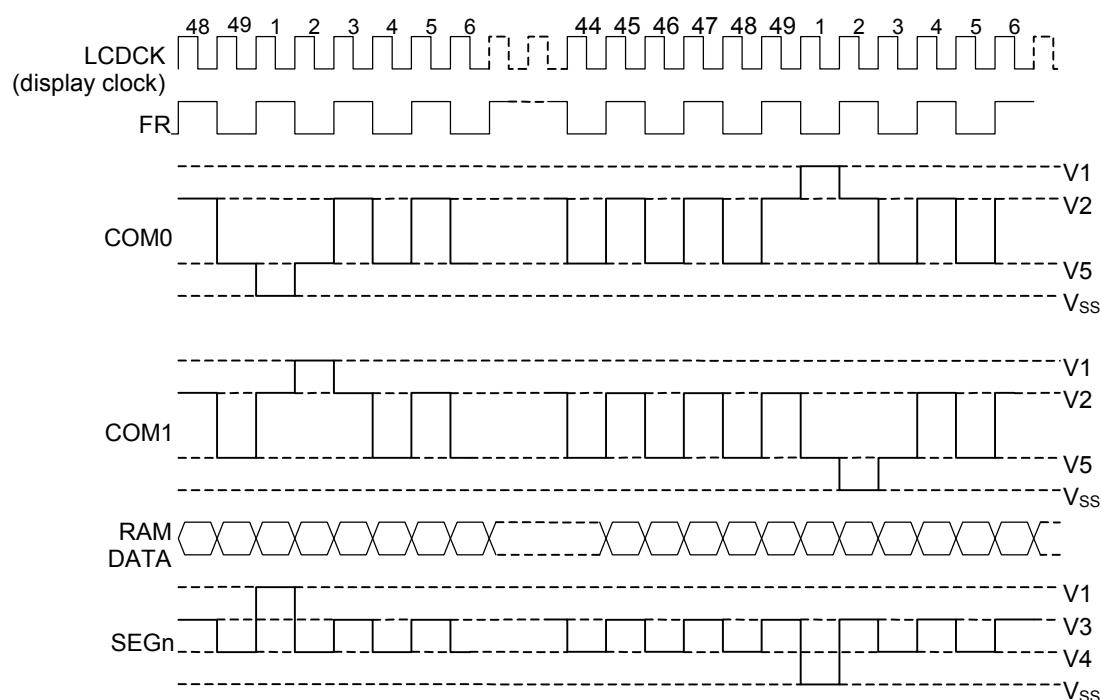 48 49 1 2 3 4 5 6 44 45 46 47 48 49 1 2 3 4 5 6
LCDCK
(display clock)
FR
V1
V2
COM0
V5
VSS
V1
V2
COM1
V5
VSS
RAM
DATA
V1
V3
SEGn
V4
VSS